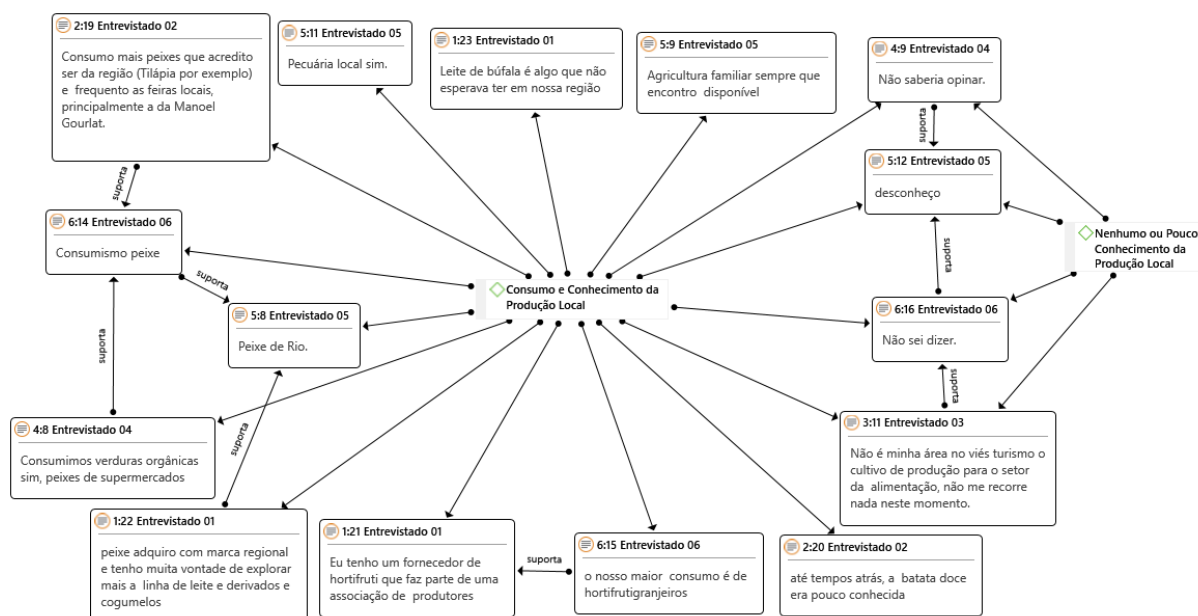 2:19 Entrevistado 02
Consumo mais peixes que acredito
ser da região (Tilápia por exemplo)
e frequento as feiras locais,
principalmente a da Manoel
Gourlat.
5:11 Entrevistado 05
Pecuária local sim.
1:23 Entrevistado 01
Leite de búfala é algo que não
esperava ter em nossa região
5:9 Entrevistado 05
Agricultura familiar sempre que
encontro disponível
4:9 Entrevistado 04
Não saberia opinar.
suporta
5:12 Entrevistado 05
desconheço
suporta
6:14 Entrevistado 06
Consumismo peixe
suporta
Nenhumo ou Pouco
Conhecimento da
Produção Local
suporta
Consumo e Conhecimento da
Produção Local
5:8 Entrevistado 05
Peixe de Rio.
6:16 Entrevistado 06
Não sei dizer.
suporta
suporta
4:8 Entrevistado 04
Consumimos verduras orgânicas
sim, peixes de supermercados
suporta
3:11 Entrevistado 03
Não é minha área no viés turismo o
cultivo de produção para o setor
da alimentação, não me recorre
nada neste momento.
1:22 Entrevistado 01
peixe adquiro com marca regional
e tenho muita vontade de explorar
mais a linha de leite e derivados e
cogumelos
1:21 Entrevistado 01
Eu tenho um fornecedor de
hortifruti que faz parte de uma
associação de produtores
suporta
6:15 Entrevistado 06
o nosso maior consumo é de
hortifrutigranjeiros
2:20 Entrevistado 02
até tempos atrás, a batata doce
era pouco conhecida